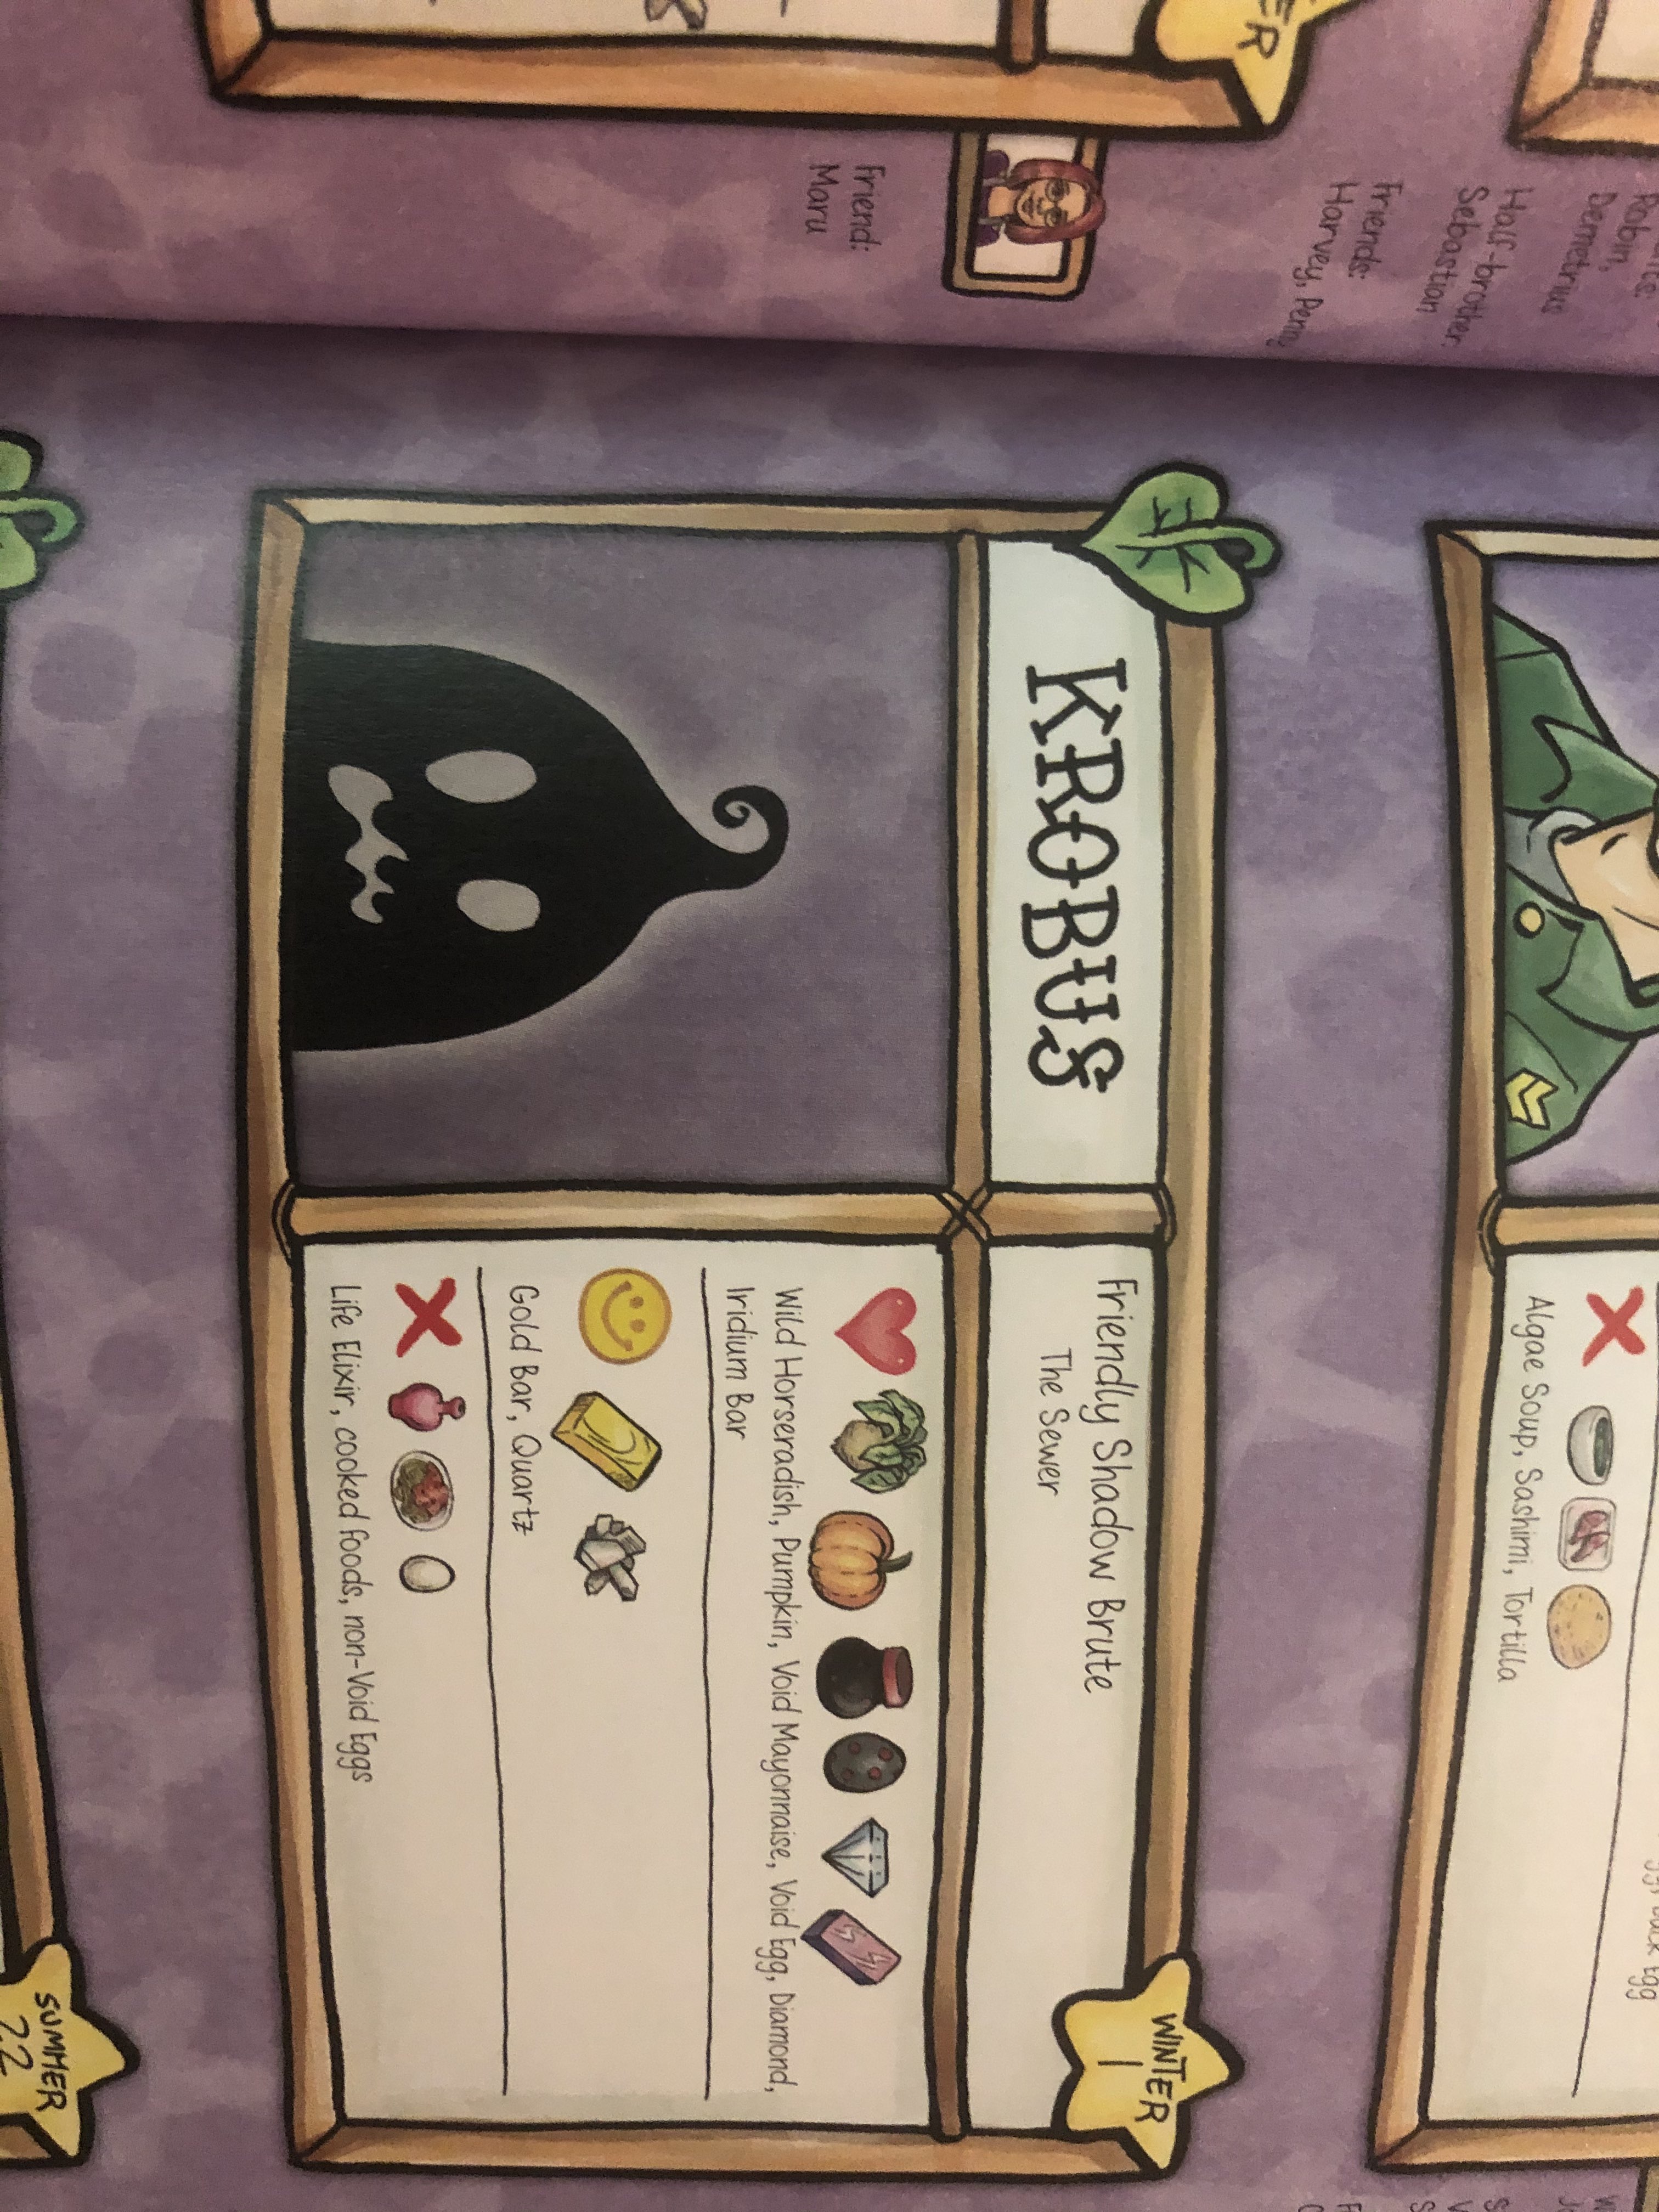 ER
Robin,
Demetrius
Half-brother:
Sebastian
Friends:
Harvey, Penny
Friend:
Maru
Algae Soup, Sashimi, Tortilla
KROBUS
Friendly Shadow Brute
The Sewer
WINTER
1
Wild Horseradish, Pumpkin, Void Mayonnaise, Void Egg, Diamond,
Iridium Bar
Gold Bar, Quartz
Life Elixir, cooked foods, non-Void Eggs
SUMMER
22